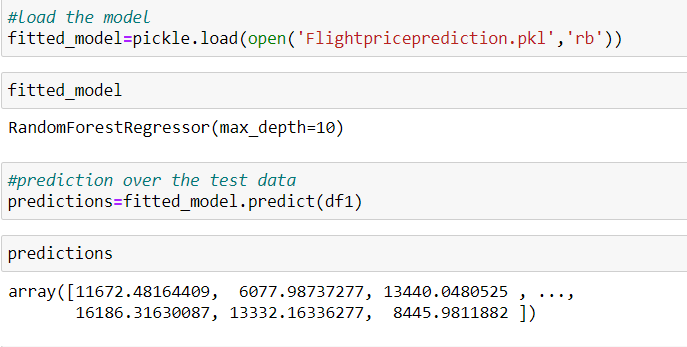 #load the model
fitted_model=pickle.load(open('Flightpriceprediction.pkl','rb'))
fitted_model
RandomForestRegressor(max_depth=10)
#prediction over the test data
predictions=fitted_model.predict(df1)
predictions
array([11672.48164409,  6077.98737277, 13440.0480525 , ...,
       16186.31630087, 13332.16336277,  8445.9811882 ])